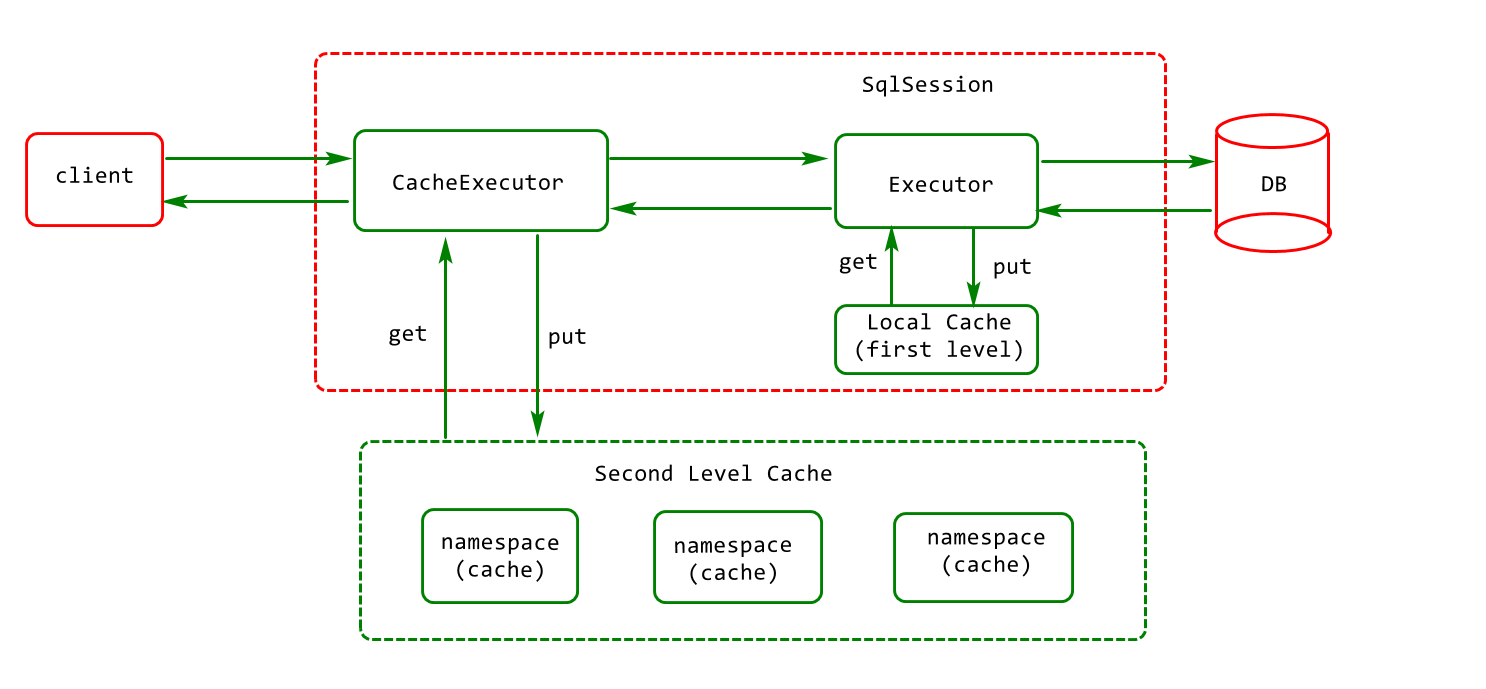 SqlSession
client
CacheExecutor
Executor
DB
get
put
Local Cache
(first level)
get
put
Second Level Cache
namespace
(cache)
namespace
(cache)
namespace
(cache)